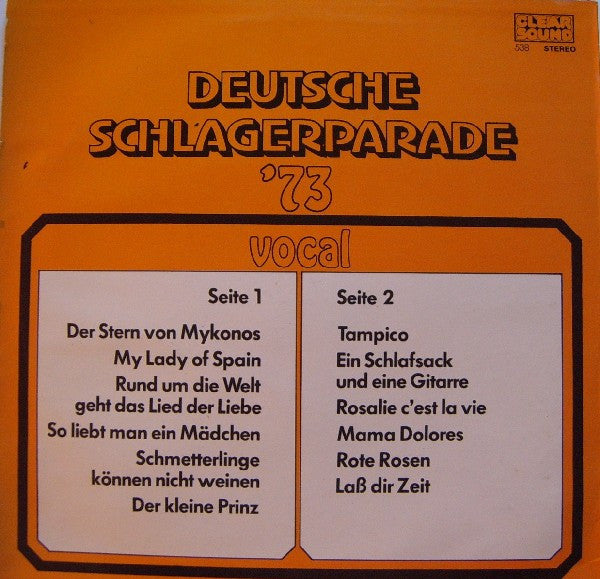 CLEAR
SOUND
538 STEREO
DEUTSCHE
SCHLAGERPARADE
'73
vocal
Seite 1
Der Stern von Mykonos
My Lady of Spain
Rund um die Welt
geht das Lied der Liebe
So liebt man ein Mädchen
Schmetterlinge
können nicht weinen
Der kleine Prinz
Seite 2
Tampico
Ein Schlafsack
und eine Gitarre
Rosalie c'est la vie
Mama Dolores
Rote Rosen
Laß dir Zeit